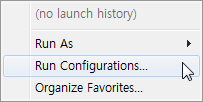 (no launch history)
Run As
Run Configurations...
Organize Favorites...